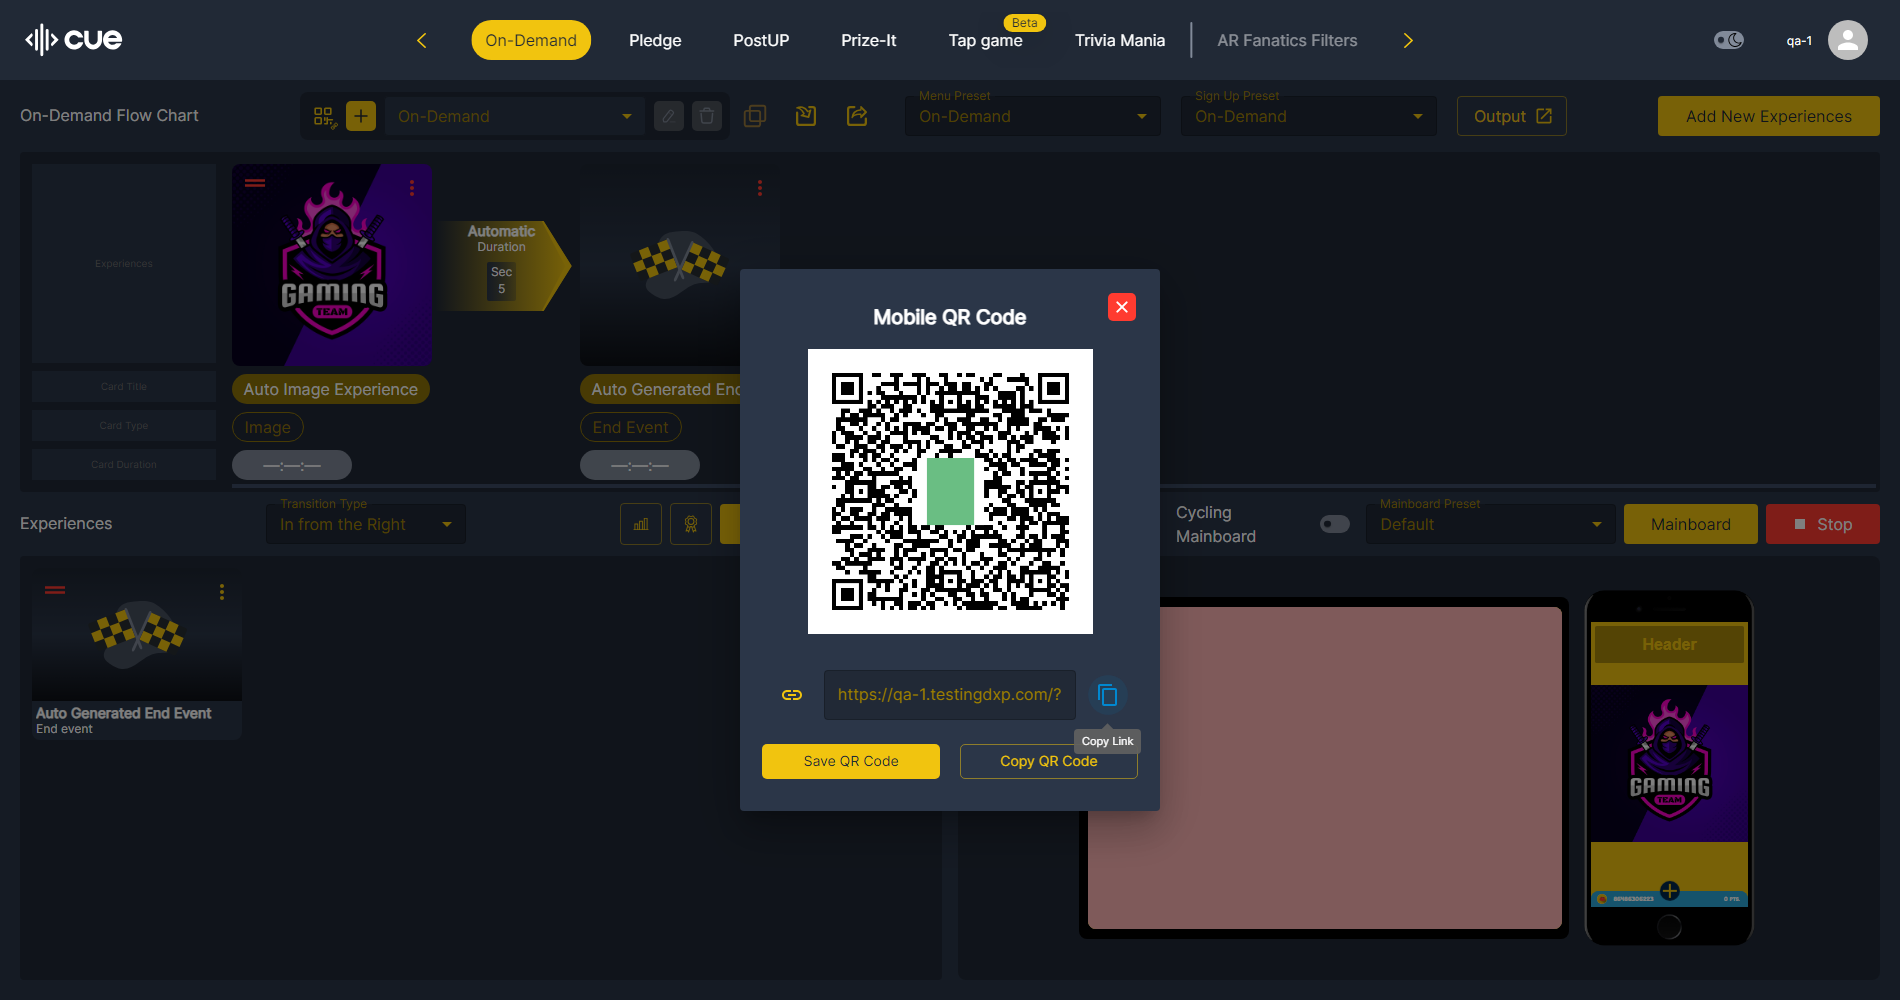 cue
On-Demand
Pledge
PostUP
Prize-It
Beta
Tap game
Trivia Mania
AR Fanatics Filters
qa-1
On-Demand Flow Chart
On-Demand
Menu Preset
On-Demand
Sign Up Preset
On-Demand
Output
Add New Experiences
Experiences
Card Title
Card Type
Card Duration
GAMING
TEAM
Auto Image Experience
Image
—:—:—
Automatic
Duration
Sec
5
Auto Generated End
End Event
—:—:—
Mobile QR Code
https://qa-1.testingdxp.com/?
Copy Link
Save QR Code
Copy QR Code
Experiences
Transition Type
In from the Right
Cycling
Mainboard
Mainboard Preset
Default
Mainboard
Stop
Auto Generated End Event
End event
Header
GAMING
TEAM
0 PTS